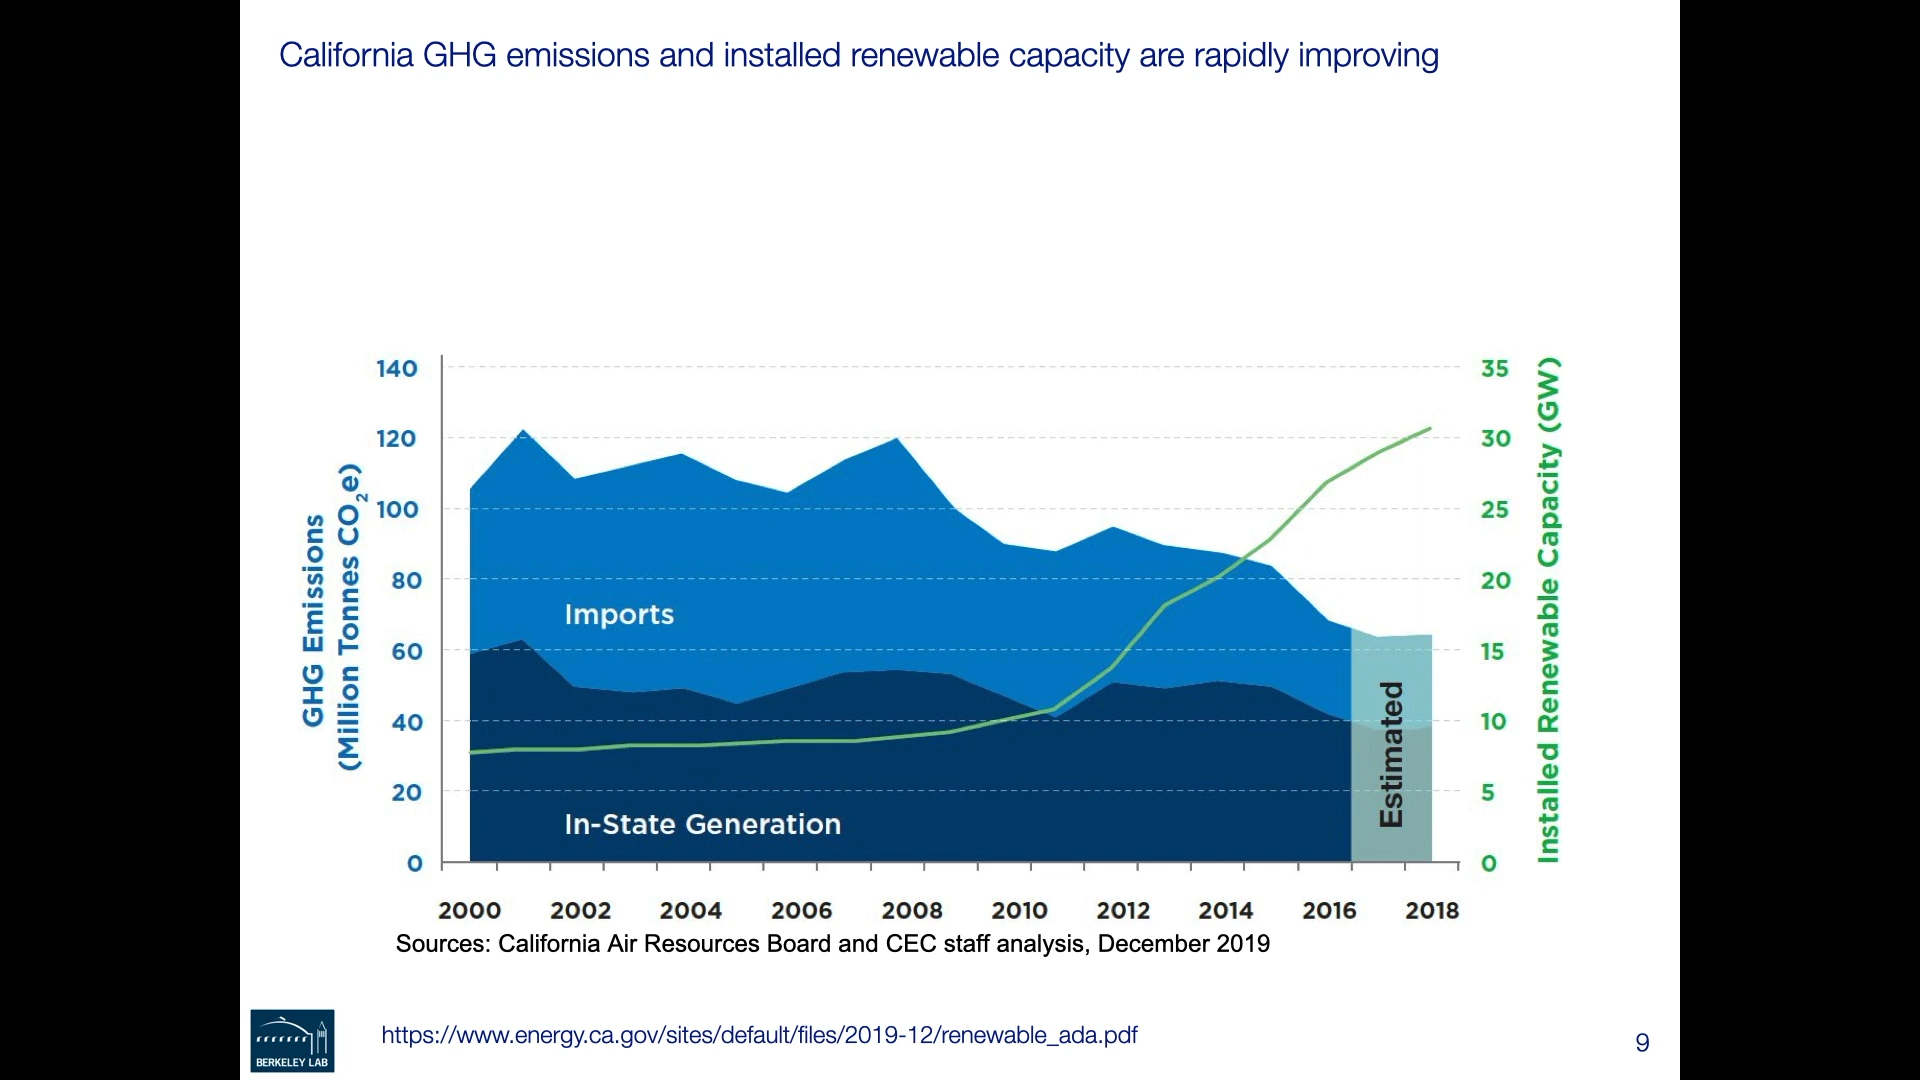 California GHG emissions and installed renewable capacity are rapidly improving
GHG Emissions
(Million Tonnes CO₂e)
140
120
100
80
60
40
20
0
Imports
In-State Generation
Estimated
35
30
25
20
15
10
5
0
Installed Renewable Capacity (GW)
2000 2002 2004 2006 2008 2010 2012 2014 2016 2018
Sources: California Air Resources Board and CEC staff analysis, December 2019
BERKELEY LAB
https://www.energy.ca.gov/sites/default/files/2019-12/renewable_ada.pdf
9